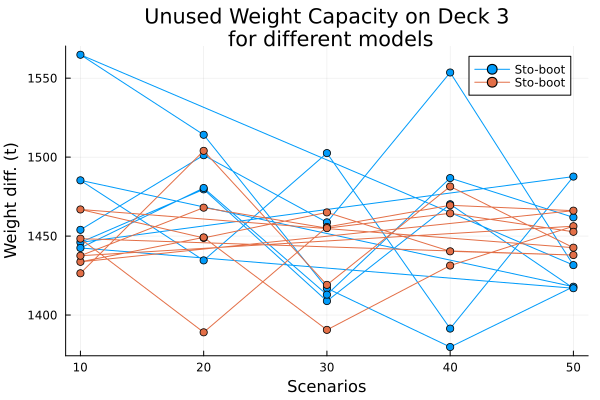 Unused Weight Capacity on Deck 3
for different models
Sto-boot
Sto-boot
Weight diff. (t)
1550
1500
1450
1400
10 20 30 40 50
Scenarios